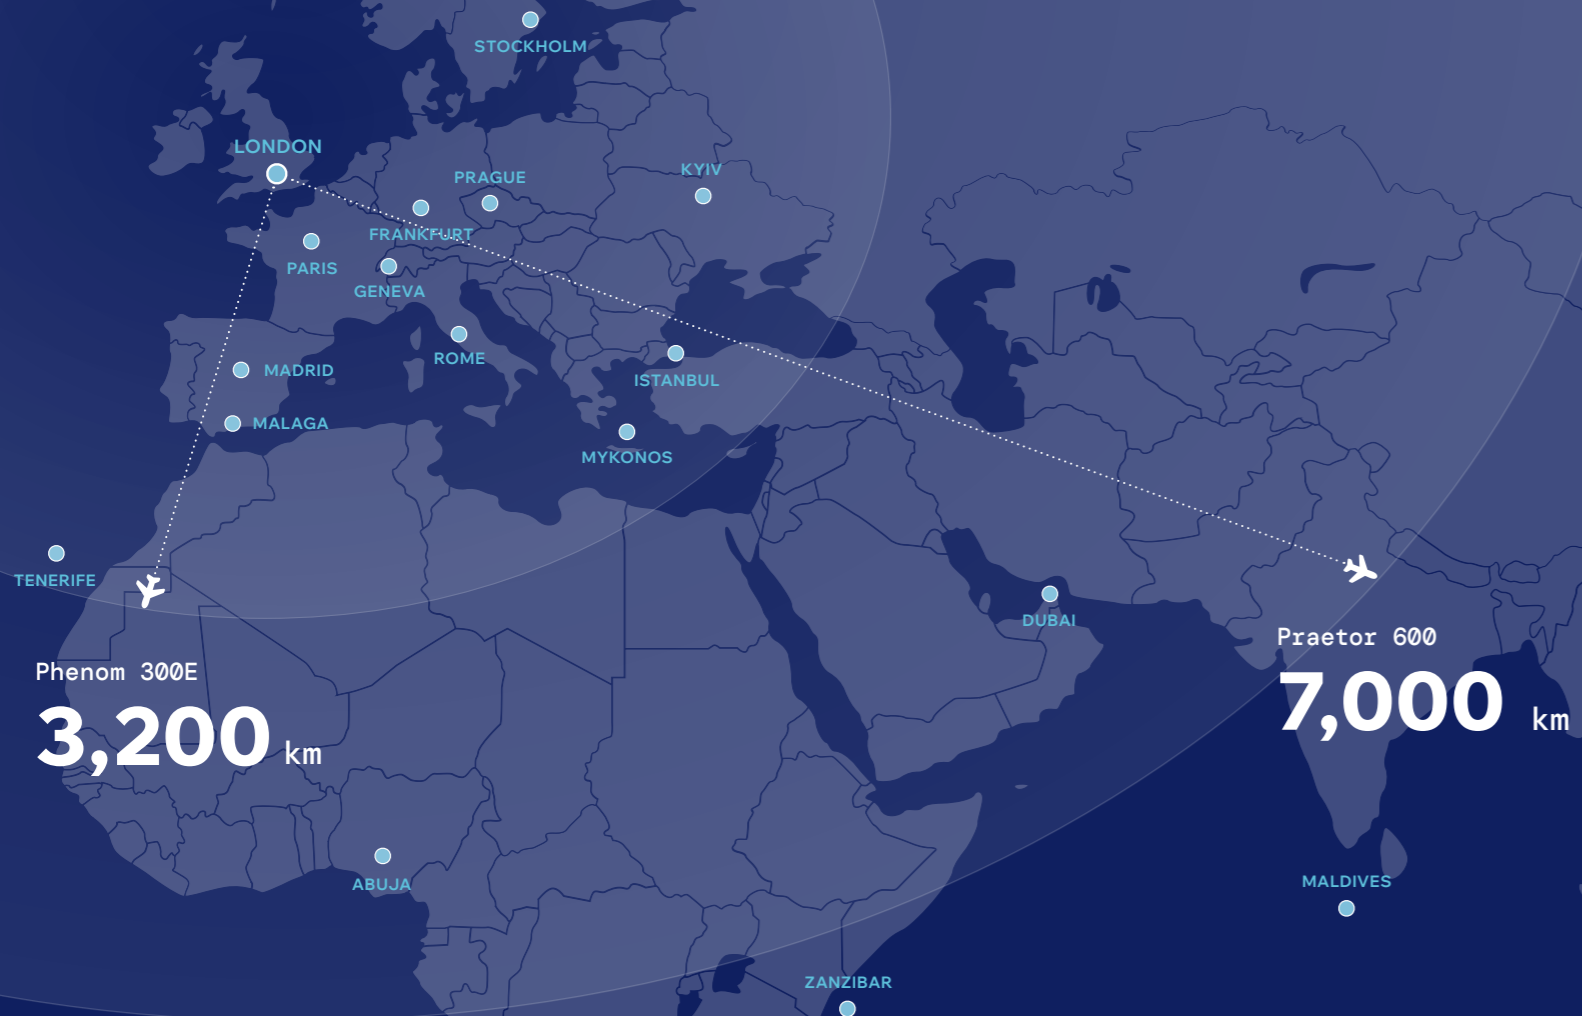 STOCKHOLM
LONDON
KYIV
PRAGUE
FRANKFURT
PARIS
GENEVA
ROME
MADRID
ISTANBUL
MALAGA
MYKONOS
TENERIFE
DUBAI
Praetor 600
7,000 km
Phenom 300E
3,200 km
ABUJA
MALDIVES
ZANZIBAR